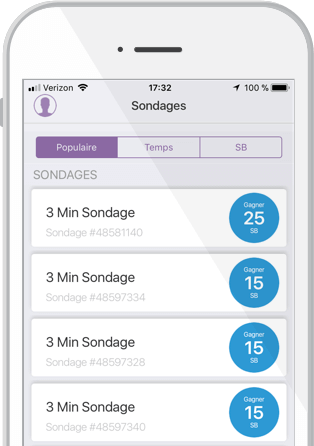 Verizon 17:32 100 %
Sondages
Populaire Temps SB
SONDAGES
3 Min Sondage
Sondage #48581140
Gagner
25
SB
3 Min Sondage
Sondage #48597334
Gagner
15
SB
3 Min Sondage
Sondage #48597328
Gagner
15
SB
3 Min Sondage
Sondage #48597340
Gagner
15
SB